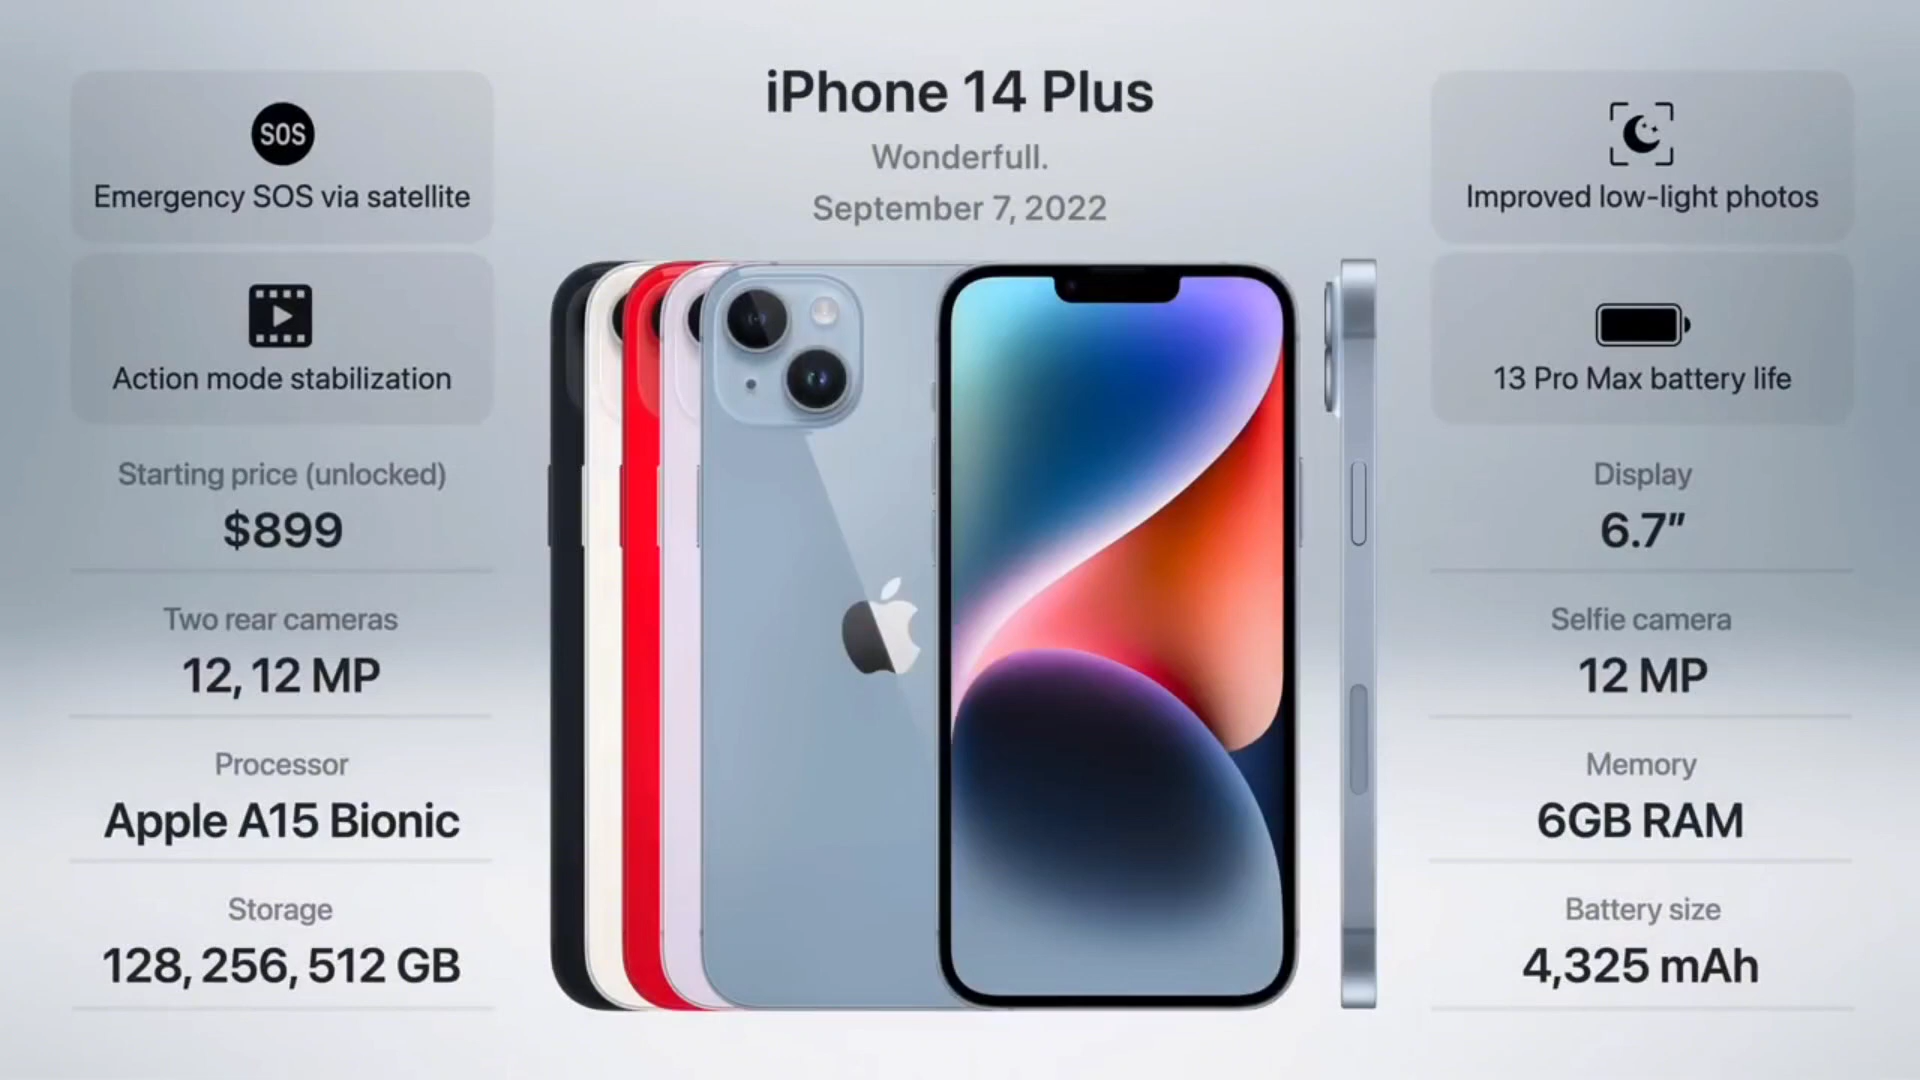 iPhone 14 Plus
Wonderfull.
September 7, 2022
SOS
Emergency SOS via satellite
Action mode stabilization
Starting price (unlocked)
$899
Two rear cameras
12, 12 MP
Processor
Apple A15 Bionic
Storage
128, 256, 512 GB
Improved low-light photos
13 Pro Max battery life
Display
6.7″
Selfie camera
12 MP
Memory
6GB RAM
Battery size
4,325 mAh